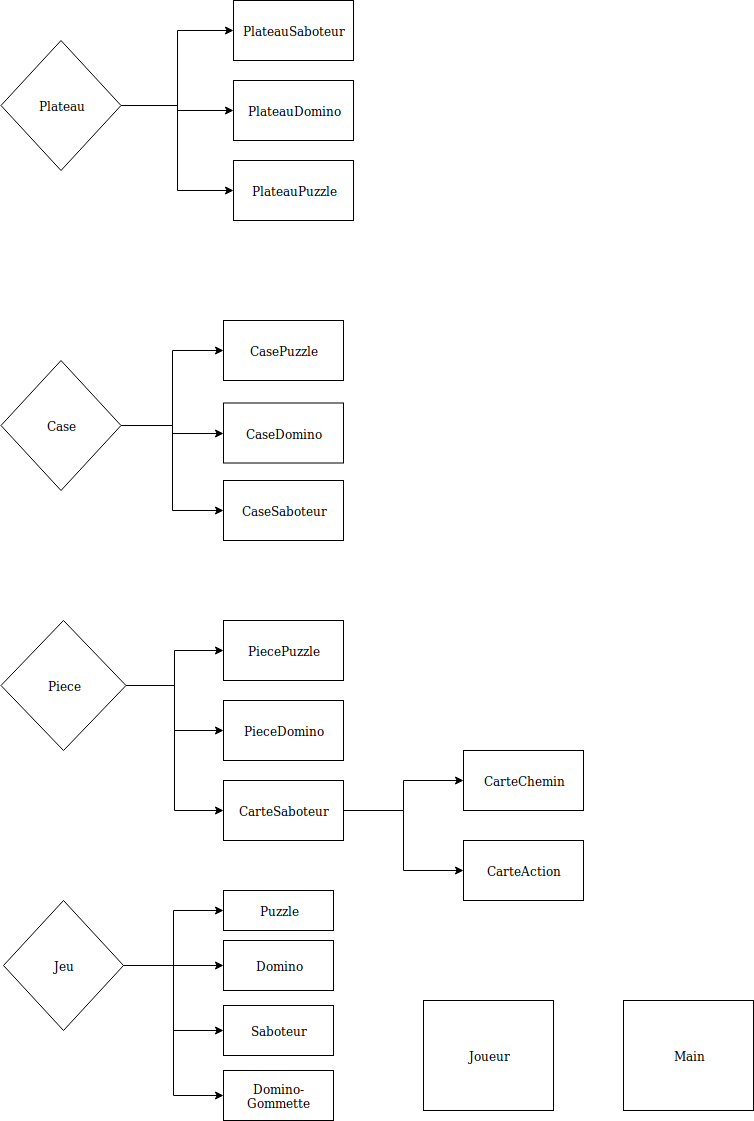 PlateauSaboteur
Plateau
PlateauDomino
PlateauPuzzle
CasePuzzle
Case
CaseDomino
CaseSaboteur
PiecePuzzle
Piece
PieceDomino
CarteSaboteur
CarteChemin
CarteAction
Puzzle
Jeu
Domino
Saboteur
Domino-
Gommette
Joueur
Main